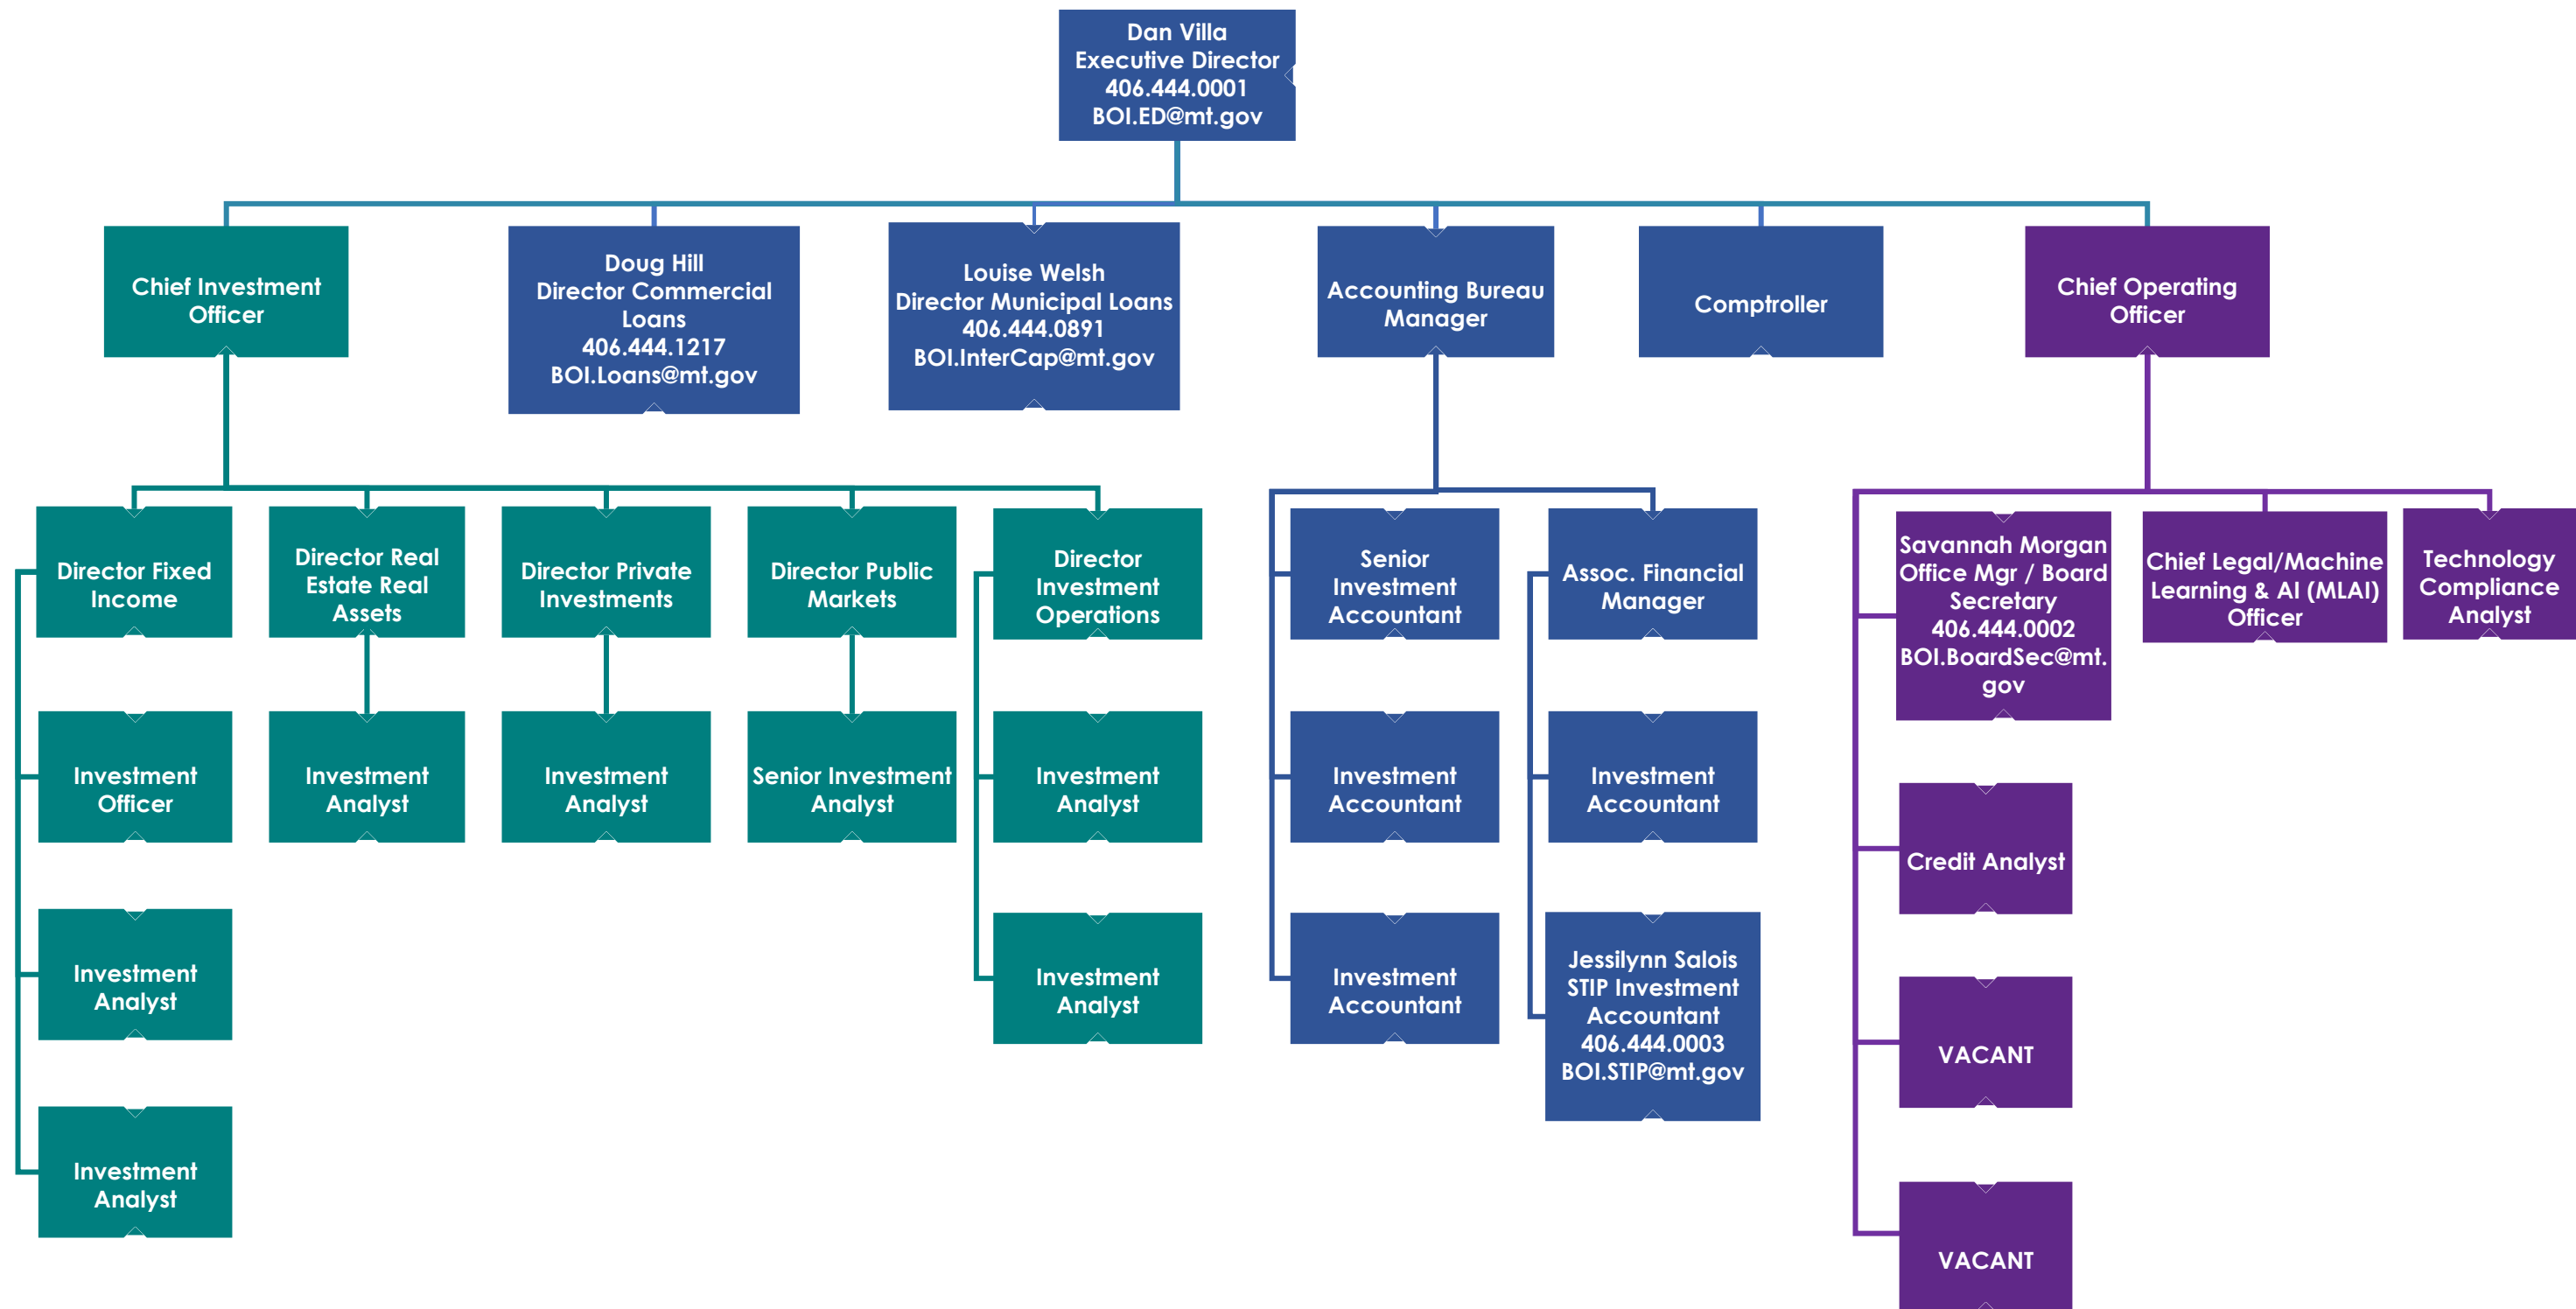 Dan Villa
Executive Director
406.444.0001
BOI.ED@mt.gov
Chief Investment
Officer
Doug Hill
Director Commercial
Loans
406.444.1217
BOI.Loans@mt.gov
Louise Welsh
Director Municipal Loans
406.444.0891
BOI.InterCap@mt.gov
Accounting Bureau
Manager
Comptroller
Chief Operating
Officer
Director Fixed
Income
Director Real
Estate Real
Assets
Director Private
Investments
Director Public
Markets
Director
Investment
Operations
Senior
Investment
Accountant
Assoc. Financial
Manager
Savannah Morgan
Office Mgr / Board
Secretary
406.444.0002
BOI.BoardSec@mt.
gov
Chief Legal/Machine
Learning & AI (MLAI)
Officer
Technology
Compliance
Analyst
Investment
Officer
Investment
Analyst
Investment
Analyst
Senior Investment
Analyst
Investment
Analyst
Investment
Accountant
Investment
Accountant
Credit Analyst
Investment
Analyst
Investment
Analyst
Investment
Accountant
Jessilynn Salois
STIP Investment
Accountant
406.444.0003
BOI.STIP@mt.gov
VACANT
Investment
Analyst
VACANT